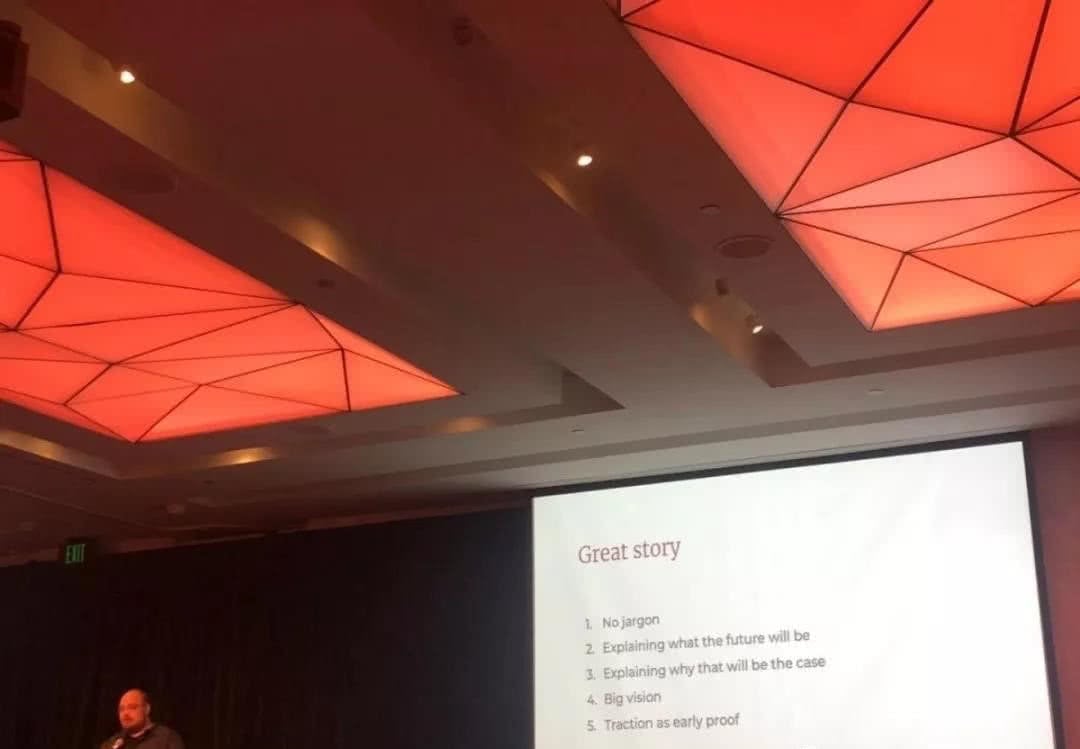 EXIT
Great story
1. No jargon
2. Explaining what the future will be
3. Explaining why that will be the case
4. Big vision
5. Traction as early proof